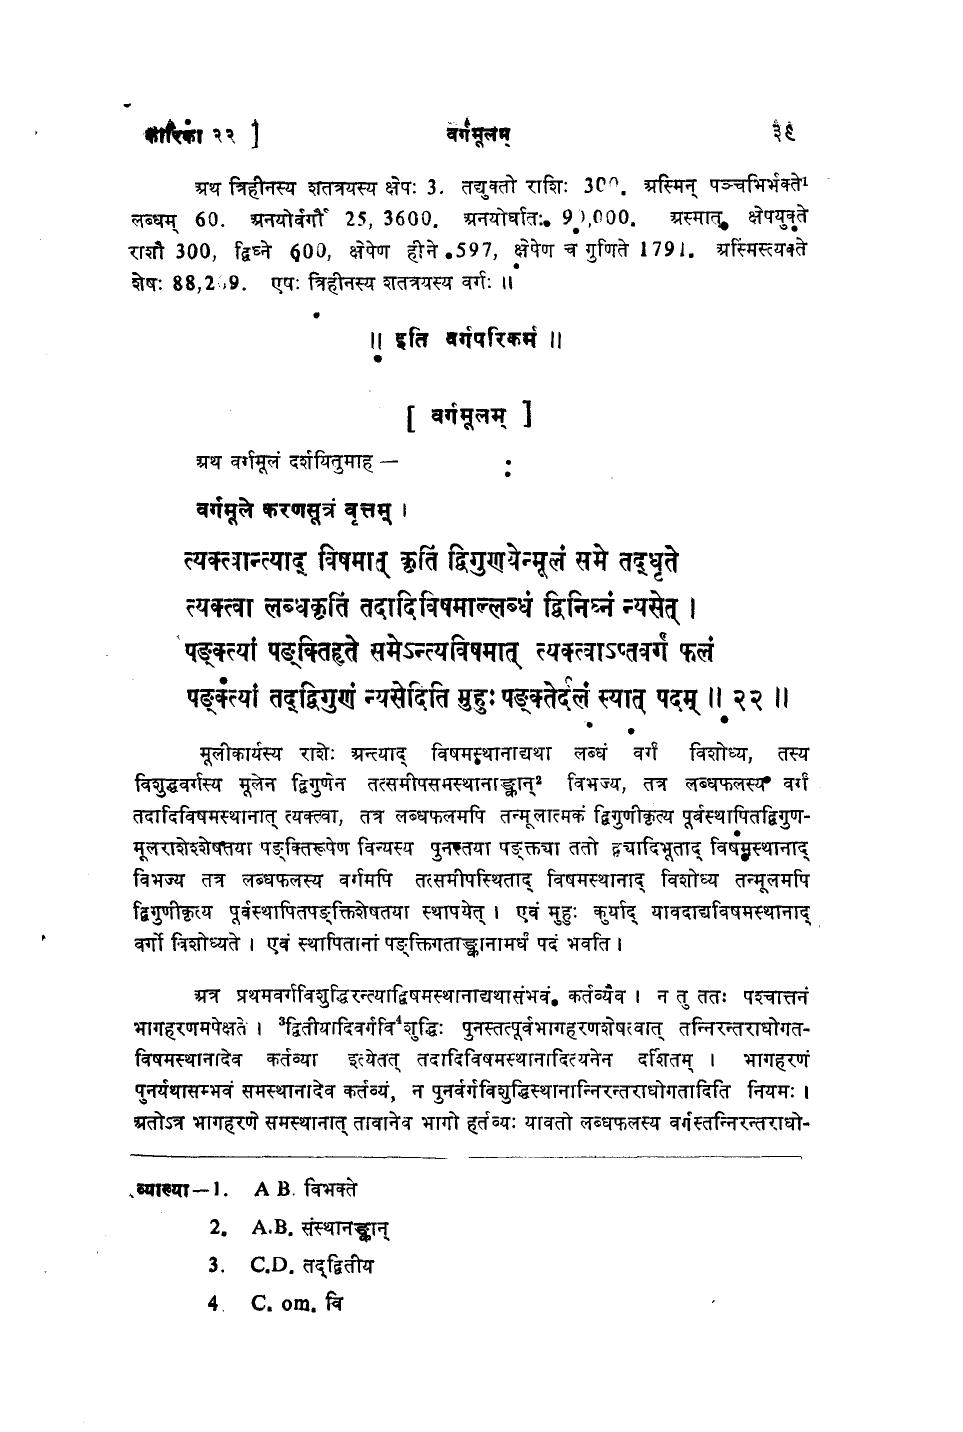 कारिका २२ ] वर्गमूलम् ३९
अथ त्रिहीनस्य शतत्रयस्य क्षेपः 3. तद्युक्तो राशिः 300. अस्मिन् पञ्चभिर्भक्ते¹
लब्धम् 60. अनयोर्वर्गौ 25, 3600. अनयोर्घातः 90,000. अस्मात् क्षेपयुक्ते
राशौ 300, द्विघ्ने 600, क्षेपेण हीने 597, क्षेपेण च गुणिते 1791. अस्मिंस्त्यक्ते
शेषः 88,209. एषः त्रिहीनस्य शतत्रयस्य वर्गः ॥
॥ इति वर्गपरिकर्म ॥
[ वर्गमूलम् ]
अथ वर्गमूलं दर्शयितुमाह —
वर्गमूले करणसूत्रं वृत्तम् ।
त्यक्त्वान्त्याद् विषमात् कृतिं द्विगुणयेन्मूलं समे तद्धृते
त्यक्त्वा लब्धकृतिं तदादिविषमाल्लब्धं द्विनिघ्नं न्यसेत् ।
पङ्क्त्यां पङ्क्तिहृते समेऽन्त्यविषमात् त्यक्त्वाऽप्तवर्गं फलं
पङ्क्त्यां तद्द्विगुणं न्यसेदिति मुहुः पङ्क्तेर्दलं स्यात् पदम् ॥ २२ ॥
मूलीकार्यस्य राशेः अन्त्याद् विषमस्थानाद्यथा लब्धं वर्गं विशोध्य, तस्य
विशुद्धवर्गस्य मूलेन द्विगुणेन तत्समीपसमस्थानाङ्कान्² विभज्य, तत्र लब्धफलस्य वर्गं
तदादिविषमस्थानात् त्यक्त्वा, तत्र लब्धफलमपि तन्मूलात्मकं द्विगुणीकृत्य पूर्वस्थापितद्विगुण-
मूलराशेश्शेषतया पङ्क्तिरूपेण विन्यस्य पुनस्तया पङ्क्त्या ततो द्व्यादिभूताद् विषमस्थानाद्
विभज्य तत्र लब्धफलस्य वर्गमपि तत्समीपस्थिताद् विषमस्थानाद् विशोध्य तन्मूलमपि
द्विगुणीकृत्य पूर्वस्थापितपङ्क्तिशेषतया स्थापयेत् । एवं मुहुः कुर्याद् यावदाद्यविषमस्थानाद्
वर्गो विशोध्यते । एवं स्थापितानां पङ्क्तिगताङ्कानामर्धं पदं भवति ।
अत्र प्रथमवर्गविशुद्धिरन्त्याद्विषमस्थानाद्यथासंभवं कर्तव्यैव । न तु ततः पश्चात्तनं
भागहरणमपेक्षते । ³द्वितीयादिवर्गवि⁴शुद्धिः पुनस्तत्पूर्वभागहरणशेषत्वात् तन्निरन्तराधोगत-
विषमस्थानादेव कर्तव्या इत्येतत् तदादिविषमस्थानादित्यनेन दर्शितम् । भागहरणं
पुनर्यथासम्भवं समस्थानादेव कर्तव्यं, न पुनर्वर्गविशुद्धिस्थानान्निरन्तराधोगतादिति नियमः ।
अतोऽत्र भागहरणे समस्थानात् तावानेव भागो हर्तव्यः यावतो लब्धफलस्य वर्गस्तन्निरन्तराधो-
व्याख्या—1. A B. विभक्ते
2. A.B. संस्थानङ्कान्
3. C.D. तद्द्वितीय
4. C. om. वि